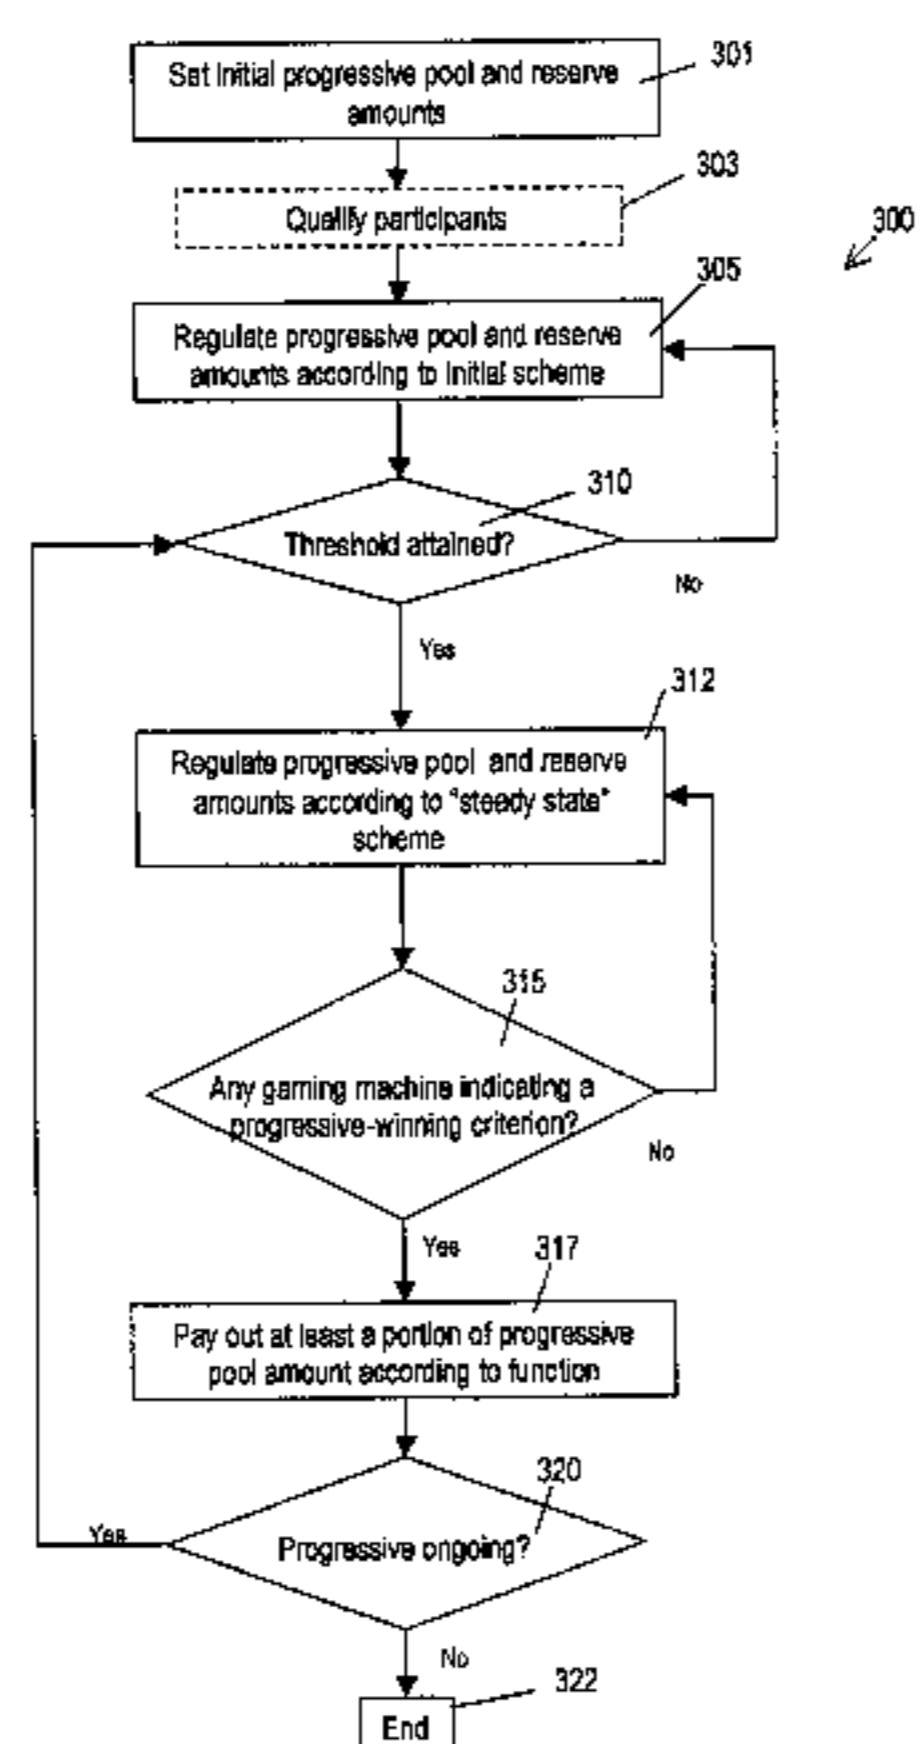 301
Set initial progressive pool and reserve
amounts
303
Qualify participants
300
305
Regulate progressive pool and reserve
amounts according to initial scheme
310
Threshold attained?
No
Yes
312
Regulate progressive pool and reserve
amounts according to "steady state"
scheme
315
Any gaming machine indicating a
progressive-winning criterion?
No
Yes
317
Pay out at least a portion of progressive
pool amount according to function
320
Yes
Progressive ongoing?
No
322
End